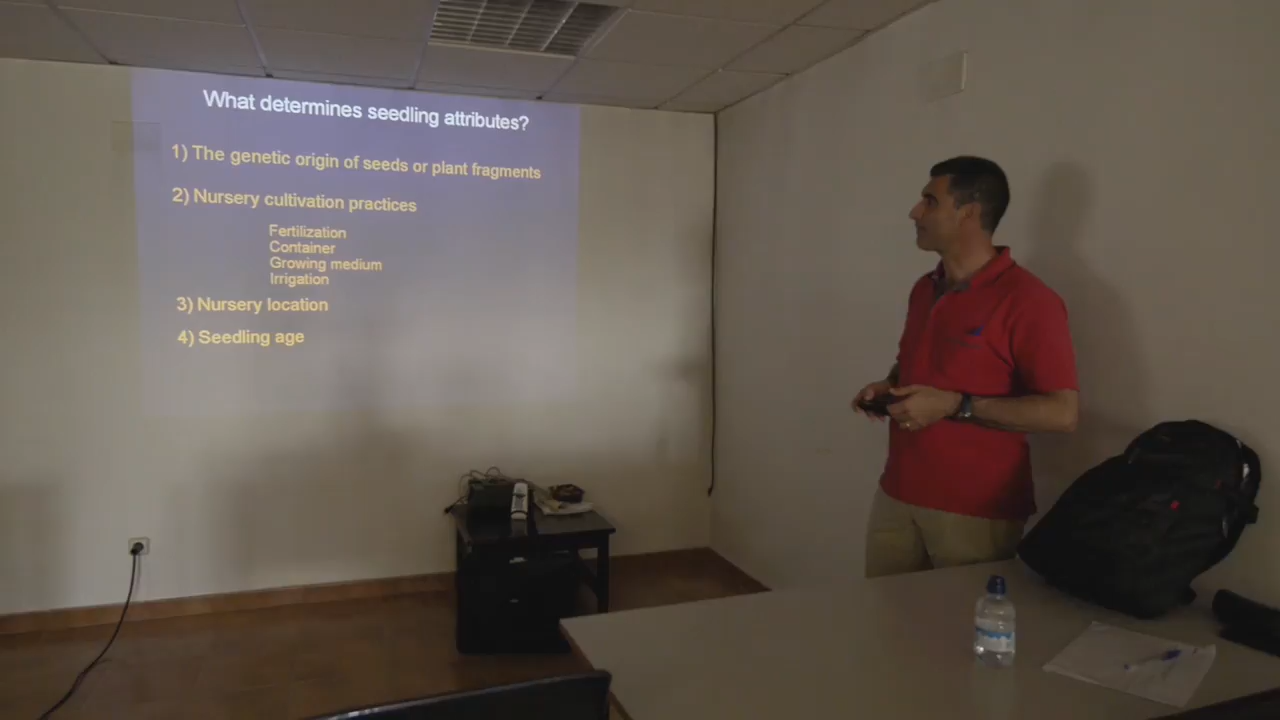 What determines seedling attributes?
1) The genetic origin of seeds or plant fragments
2) Nursery cultivation practices
Fertilization
Container
Growing medium
Irrigation
3) Nursery location
4) Seedling age